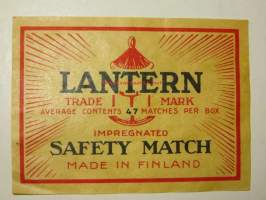 LANTERN
TRADE MARK
AVERAGE CONTENTS 47 MATCHES PER BOX
IMPREGNATED
SAFETY MATCH
MADE IN FINLAND